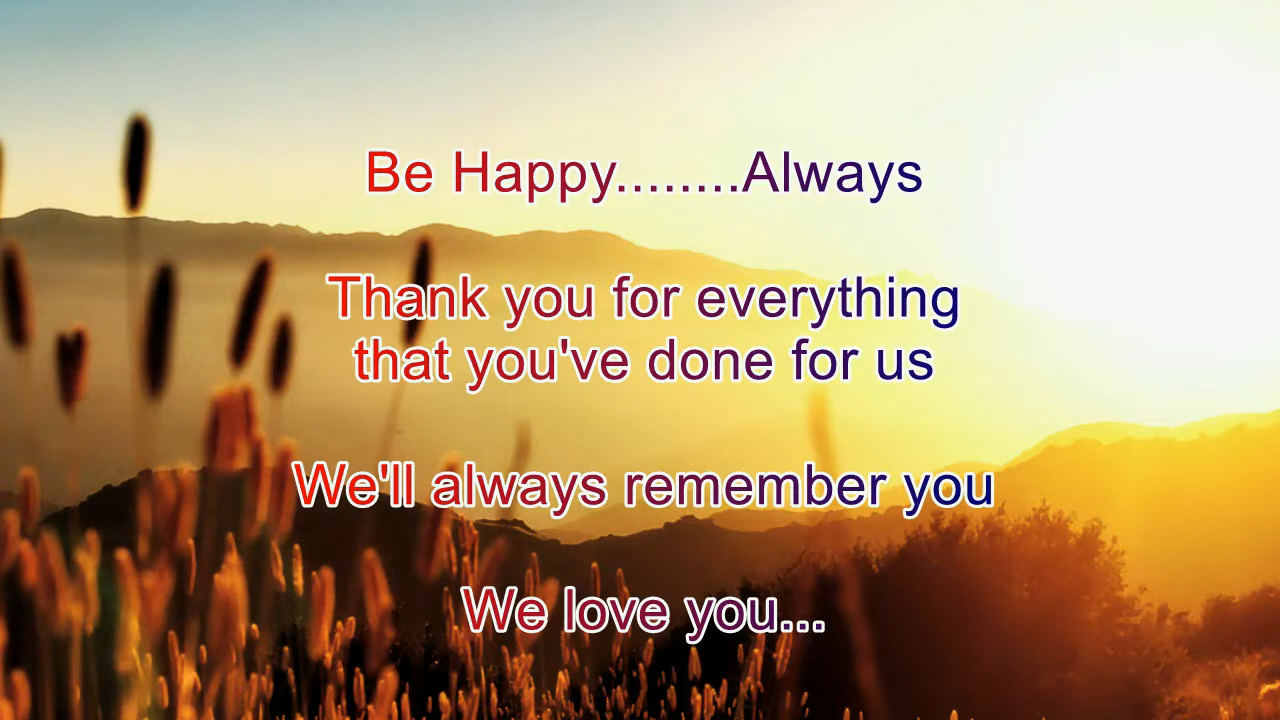 Be Happy........Always
Thank you for everything
that you've done for us
We'll always remember you
We love you...